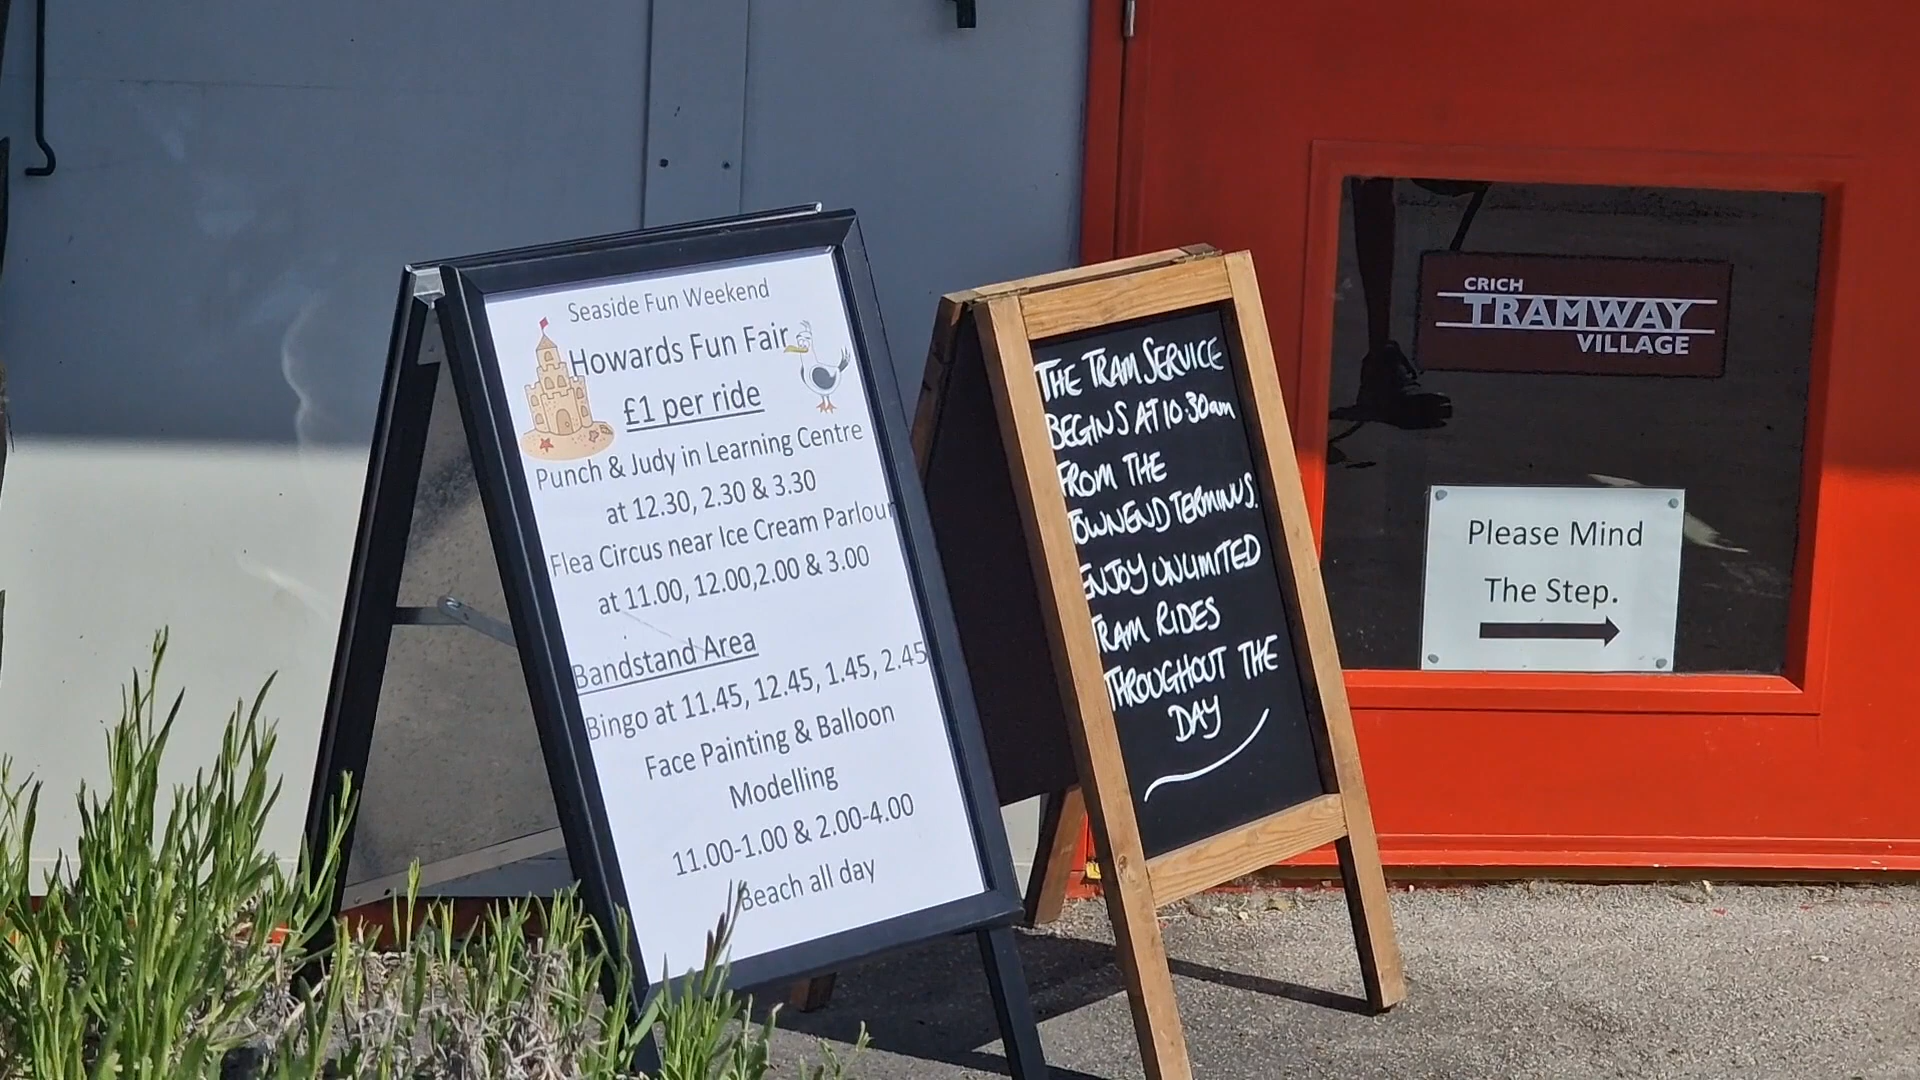 Seaside Fun Weekend
Howards Fun Fair
£1 per ride
Punch & Judy in Learning Centre
at 12.30, 2.30 & 3.30
Flea Circus near Ice Cream Parlour
at 11.00, 12.00,2.00 & 3.00
Bandstand Area
Bingo at 11.45, 12.45, 1.45, 2.45
Face Painting & Balloon
Modelling
11.00-1.00 & 2.00-4.00
Beach all day
THE TRAM SERVICE
BEGINS AT 10.30am
FROM THE
TOWNEND TERMINUS.
ENJOY UNLIMITED
TRAM RIDES
THROUGHOUT THE
DAY
CRICH
TRAMWAY
VILLAGE
Please Mind
The Step.